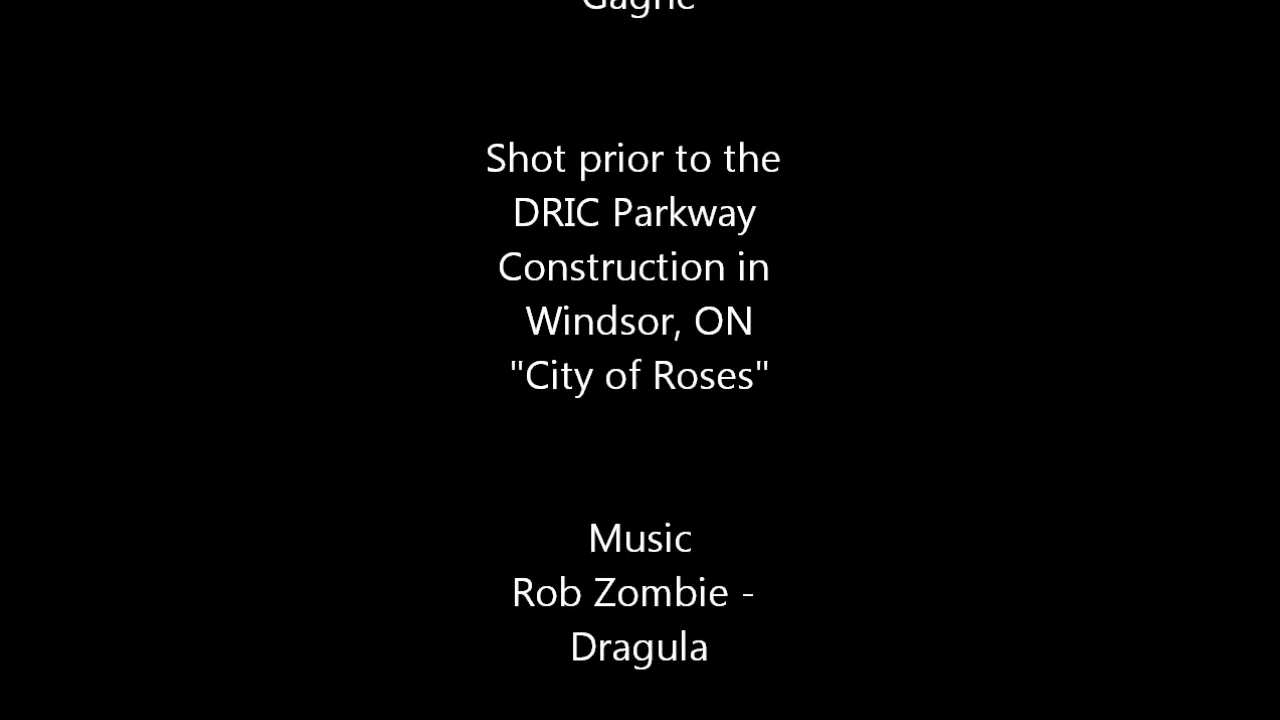 Shot prior to the
DRIC Parkway
Construction in
Windsor, ON
"City of Roses"
Music
Rob Zombie -
Dragula